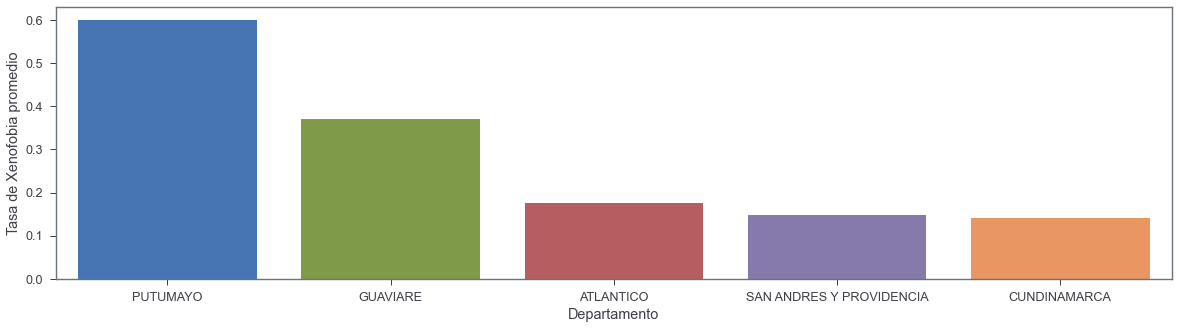 Tasa de Xenofobia promedio
0.6
0.5
0.4
0.3
0.2
0.1
0.0
PUTUMAYO GUAVIARE ATLANTICO SAN ANDRES Y PROVIDENCIA CUNDINAMARCA
Departamento